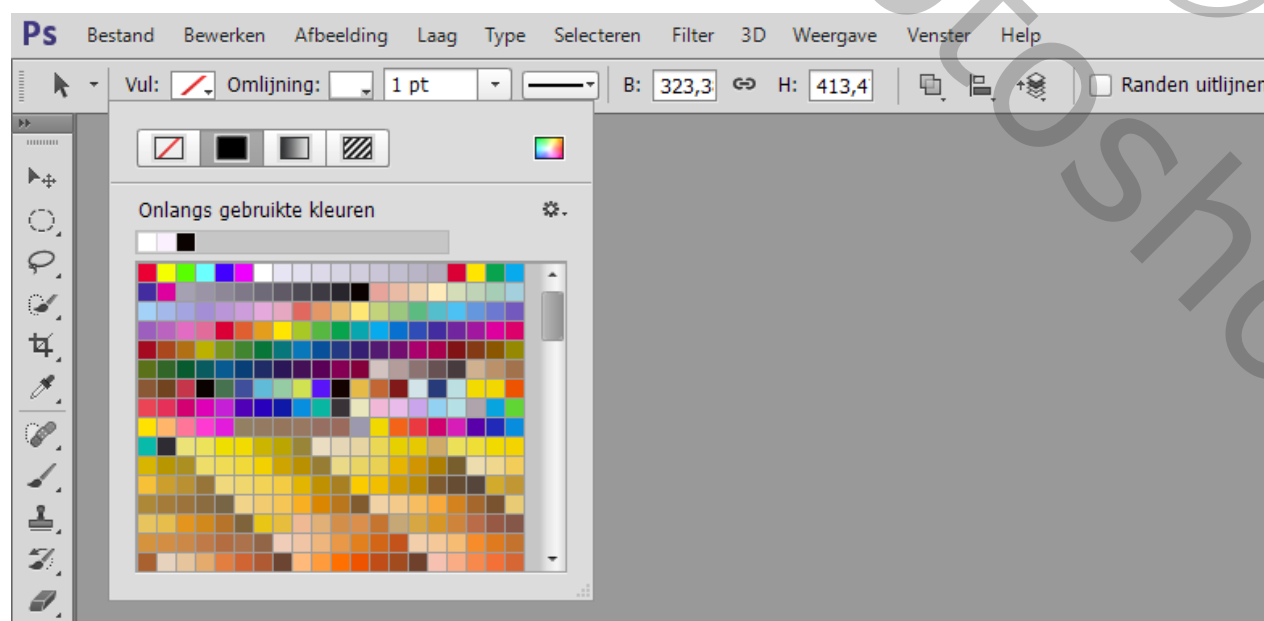 Ps Bestand Bewerken Afbeelding Laag Type Selecteren Filter 3D Weergave Venster Help
Vul: Omlijning: 1 pt B: 323,3 H: 413,4 Randen uitlijner
Onlangs gebruikte kleuren